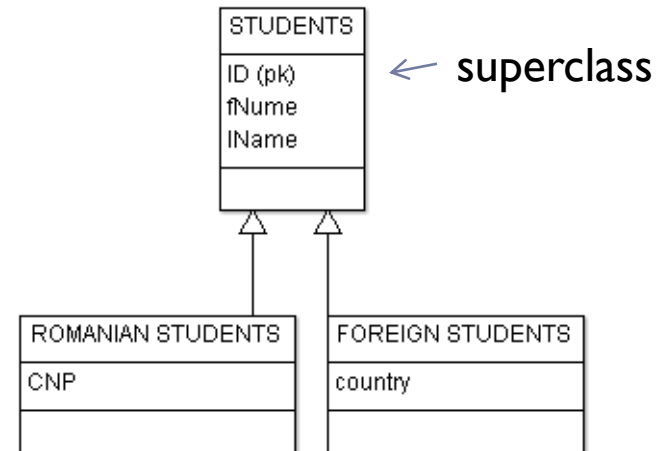 STUDENTS
ID (pk)
fNume
lName
superclass
ROMANIAN STUDENTS
CNP
FOREIGN STUDENTS
country